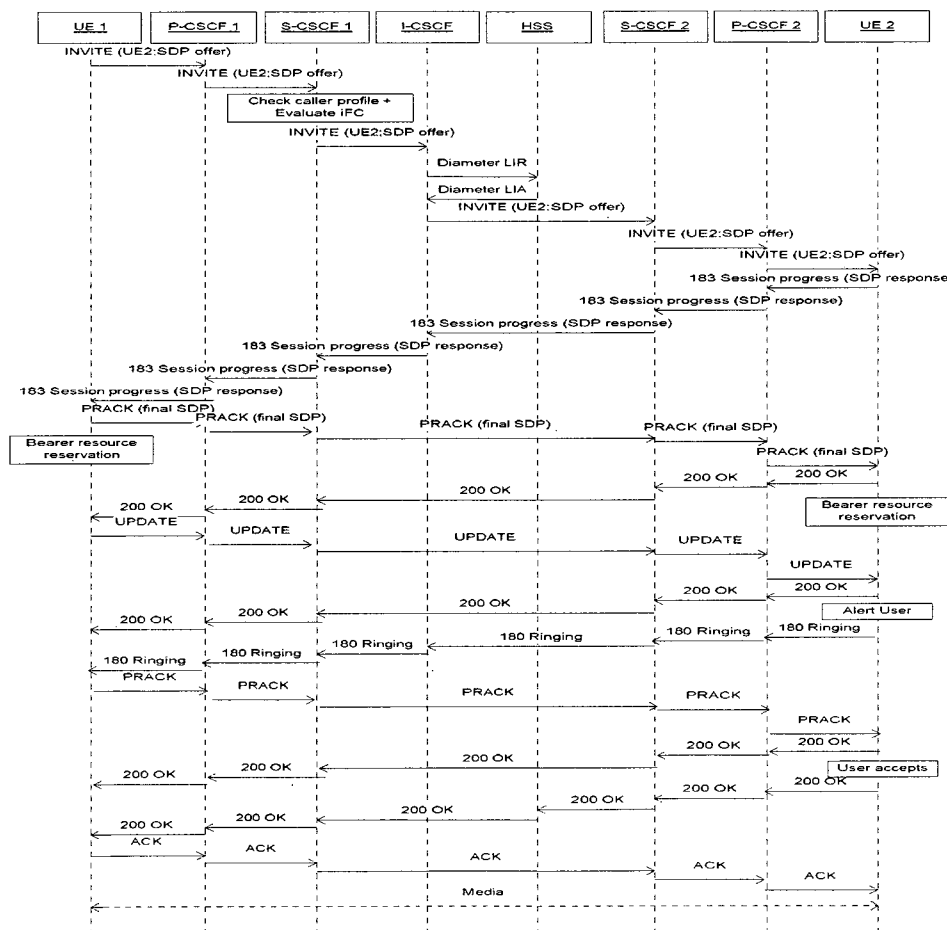 UE 1 P-CSCF 1 S-CSCF 1 I-CSCF HSS S-CSCF 2 P-CSCF 2 UE 2
INVITE (UE2:SDP offer)
INVITE (UE2:SDP offer)
Check caller profile +
Evaluate iFC
INVITE (UE2:SDP offer)
Diameter LIR
Diameter LIA
INVITE (UE2:SDP offer)
INVITE (UE2:SDP offer)
INVITE (UE2:SDP offer)
183 Session progress (SDP response
183 Session progress (SDP response)
183 Session progress (SDP response)
183 Session progress (SDP response)
183 Session progress (SDP response)
183 Session progress (SDP response)
PRACK (final SDP)
PRACK (final SDP)
PRACK (final SDP)
PRACK (final SDP)
Bearer resource
reservation
PRACK (final SDP)
200 OK
200 OK
200 OK
200 OK
200 OK
Bearer resource
reservation
UPDATE
UPDATE
UPDATE
UPDATE
UPDATE
200 OK
200 OK
200 OK
200 OK
200 OK
Alert User
180 Ringing
180 Ringing
180 Ringing
180 Ringing
180 Ringing
180 Ringing
PRACK
PRACK
PRACK
PRACK
PRACK
200 OK
200 OK
200 OK
200 OK
200 OK
User accepts
200 OK
200 OK
200 OK
200 OK
200 OK
200 OK
ACK
ACK
ACK
ACK
ACK
Media